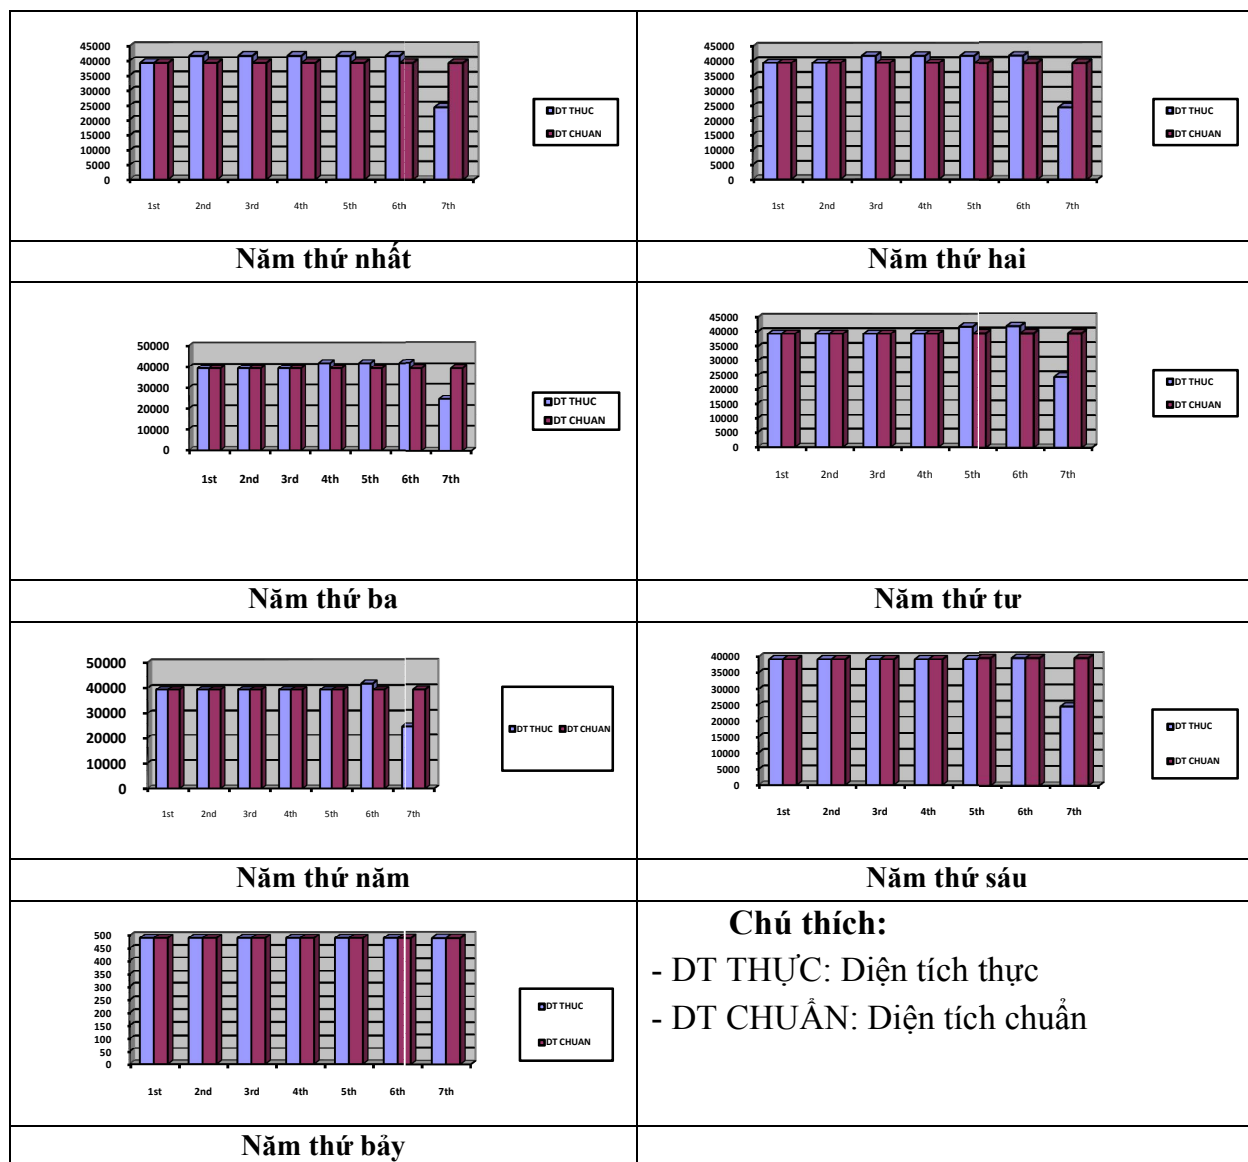 45000
40000
35000
30000
25000
20000
15000
10000
5000
0
1st 2nd 3rd 4th 5th 6th 7th
DT THUC
DT CHUAN
Năm thứ nhất
45000
40000
35000
30000
25000
20000
15000
10000
5000
0
1st 2nd 3rd 4th 5th 6th 7th
DT THUC
DT CHUAN
Năm thứ hai
50000
40000
30000
20000
10000
0
1st 2nd 3rd 4th 5th 6th 7th
DT THUC
DT CHUAN
Năm thứ ba
45000
40000
35000
30000
25000
20000
15000
10000
5000
0
1st 2nd 3rd 4th 5th 6th 7th
DT THUC
DT CHUAN
Năm thứ tư
50000
40000
30000
20000
10000
0
1st 2nd 3rd 4th 5th 6th 7th
DT THUC DT CHUAN
Năm thứ năm
40000
35000
30000
25000
20000
15000
10000
5000
0
1st 2nd 3rd 4th 5th 6th 7th
DT THUC
DT CHUAN
Năm thứ sáu
500
450
400
350
300
250
200
150
100
50
0
1st 2nd 3rd 4th 5th 6th 7th
DT THUC
DT CHUAN
Năm thứ bảy
Chú thích:
- DT THỰC: Diện tích thực
- DT CHUẨN: Diện tích chuẩn